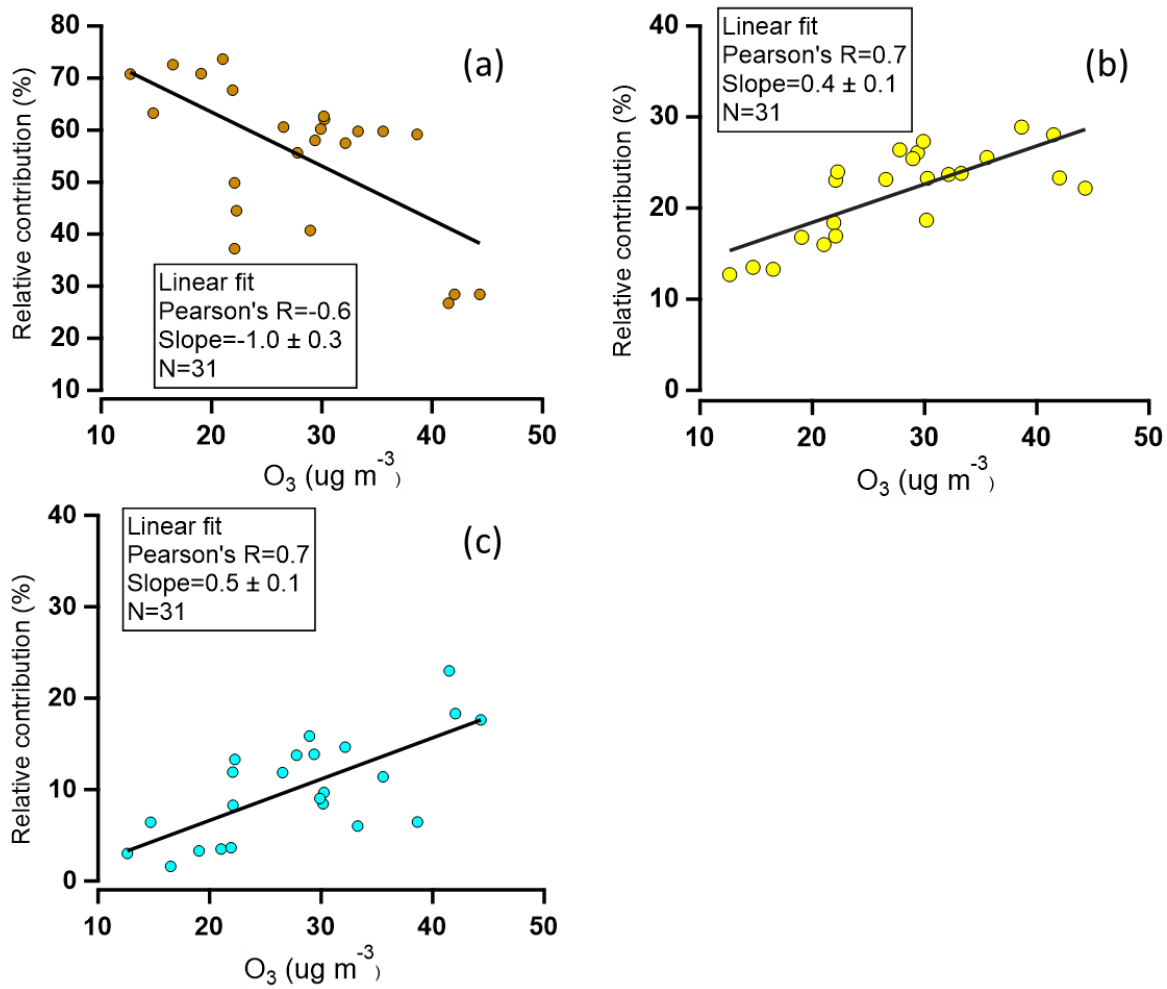 80
70
60
50
40
30
20
10
Relative contribution (%)
(a)
Linear fit
Pearson's R=-0.6
Slope=-1.0 ± 0.3
N=31
10 20 30 40 50
O₃ (ug m⁻³)
40
30
20
10
0
Relative contribution (%)
Linear fit
Pearson's R=0.7
Slope=0.4 ± 0.1
N=31
(b)
10 20 30 40 50
O₃ (ug m⁻³)
40
30
20
10
0
Relative contribution (%)
Linear fit
Pearson's R=0.7
Slope=0.5 ± 0.1
N=31
(c)
10 20 30 40 50
O₃ (ug m⁻³)